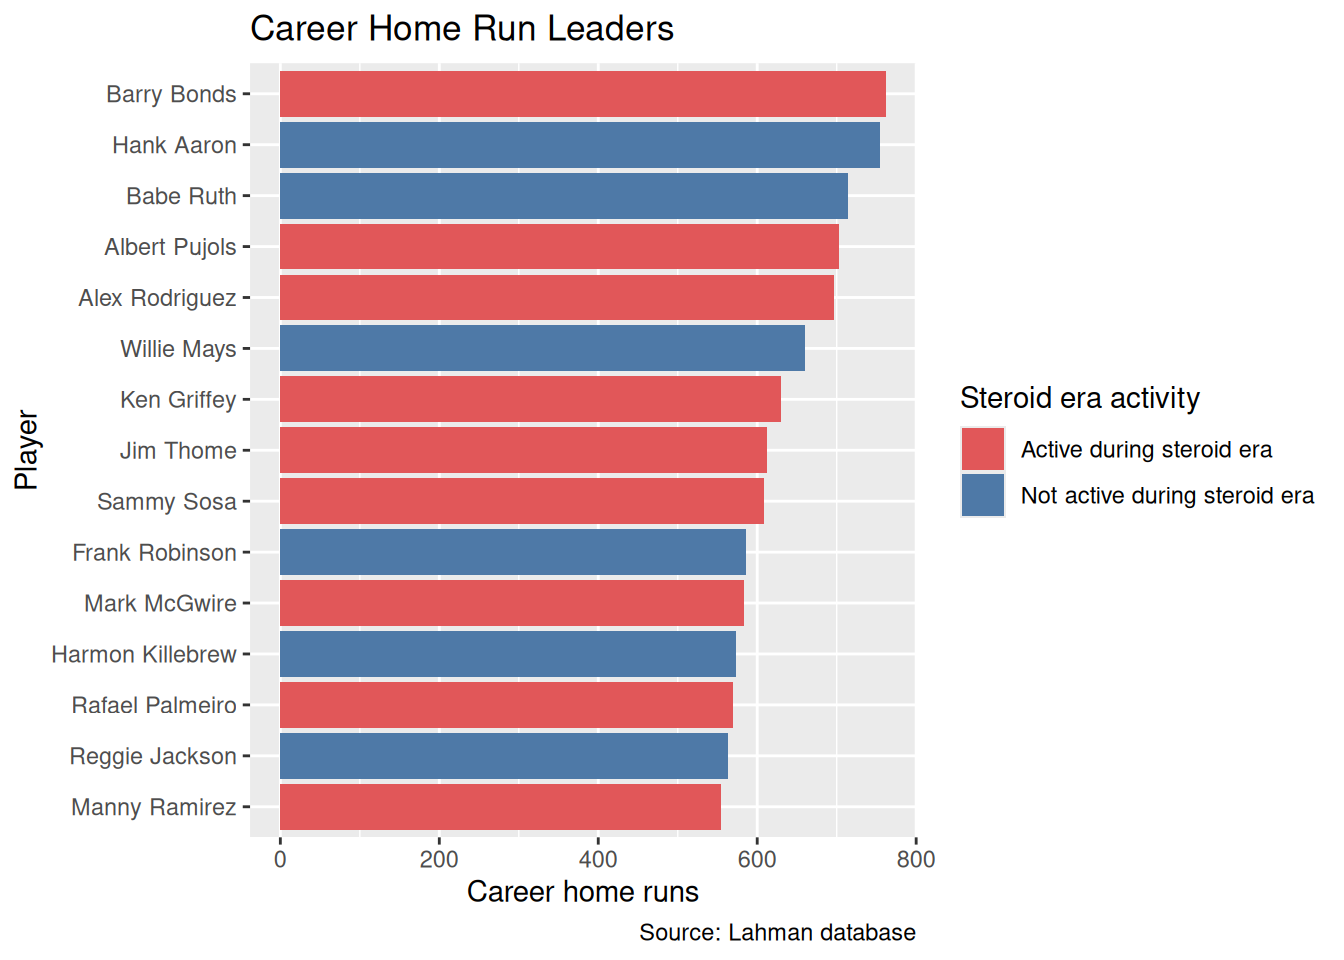 Career Home Run Leaders
Barry Bonds
Hank Aaron
Babe Ruth
Albert Pujols
Alex Rodriguez
Willie Mays
Ken Griffey
Jim Thome
Sammy Sosa
Frank Robinson
Mark McGwire
Harmon Killebrew
Rafael Palmeiro
Reggie Jackson
Manny Ramirez
Player
0 200 400 600 800
Career home runs
Steroid era activity
Active during steroid era
Not active during steroid era
Source: Lahman database